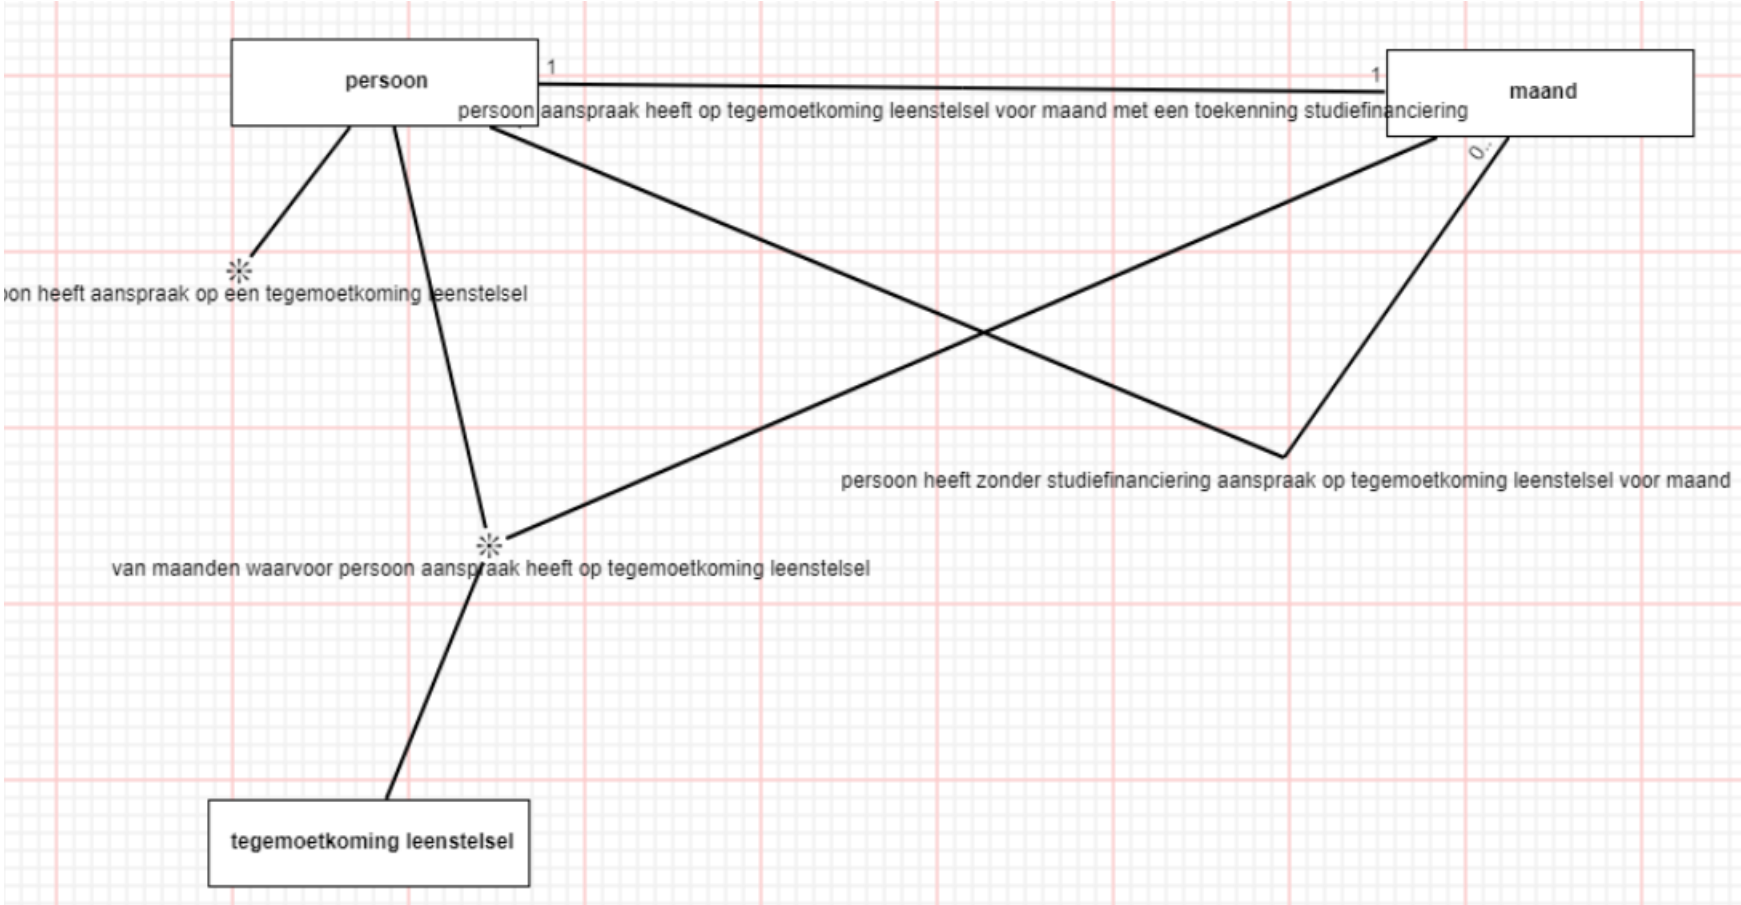 persoon
1
1
maand
persoon aanspraak heeft op tegemoetkoming leenstelsel voor maand met een toekenning studiefinanciering
0..
oon heeft aanspraak op een tegemoetkoming leenstelsel
persoon heeft zonder studiefinanciering aanspraak op tegemoetkoming leenstelsel voor maand
van maanden waarvoor persoon aanspraak heeft op tegemoetkoming leenstelsel
tegemoetkoming leenstelsel